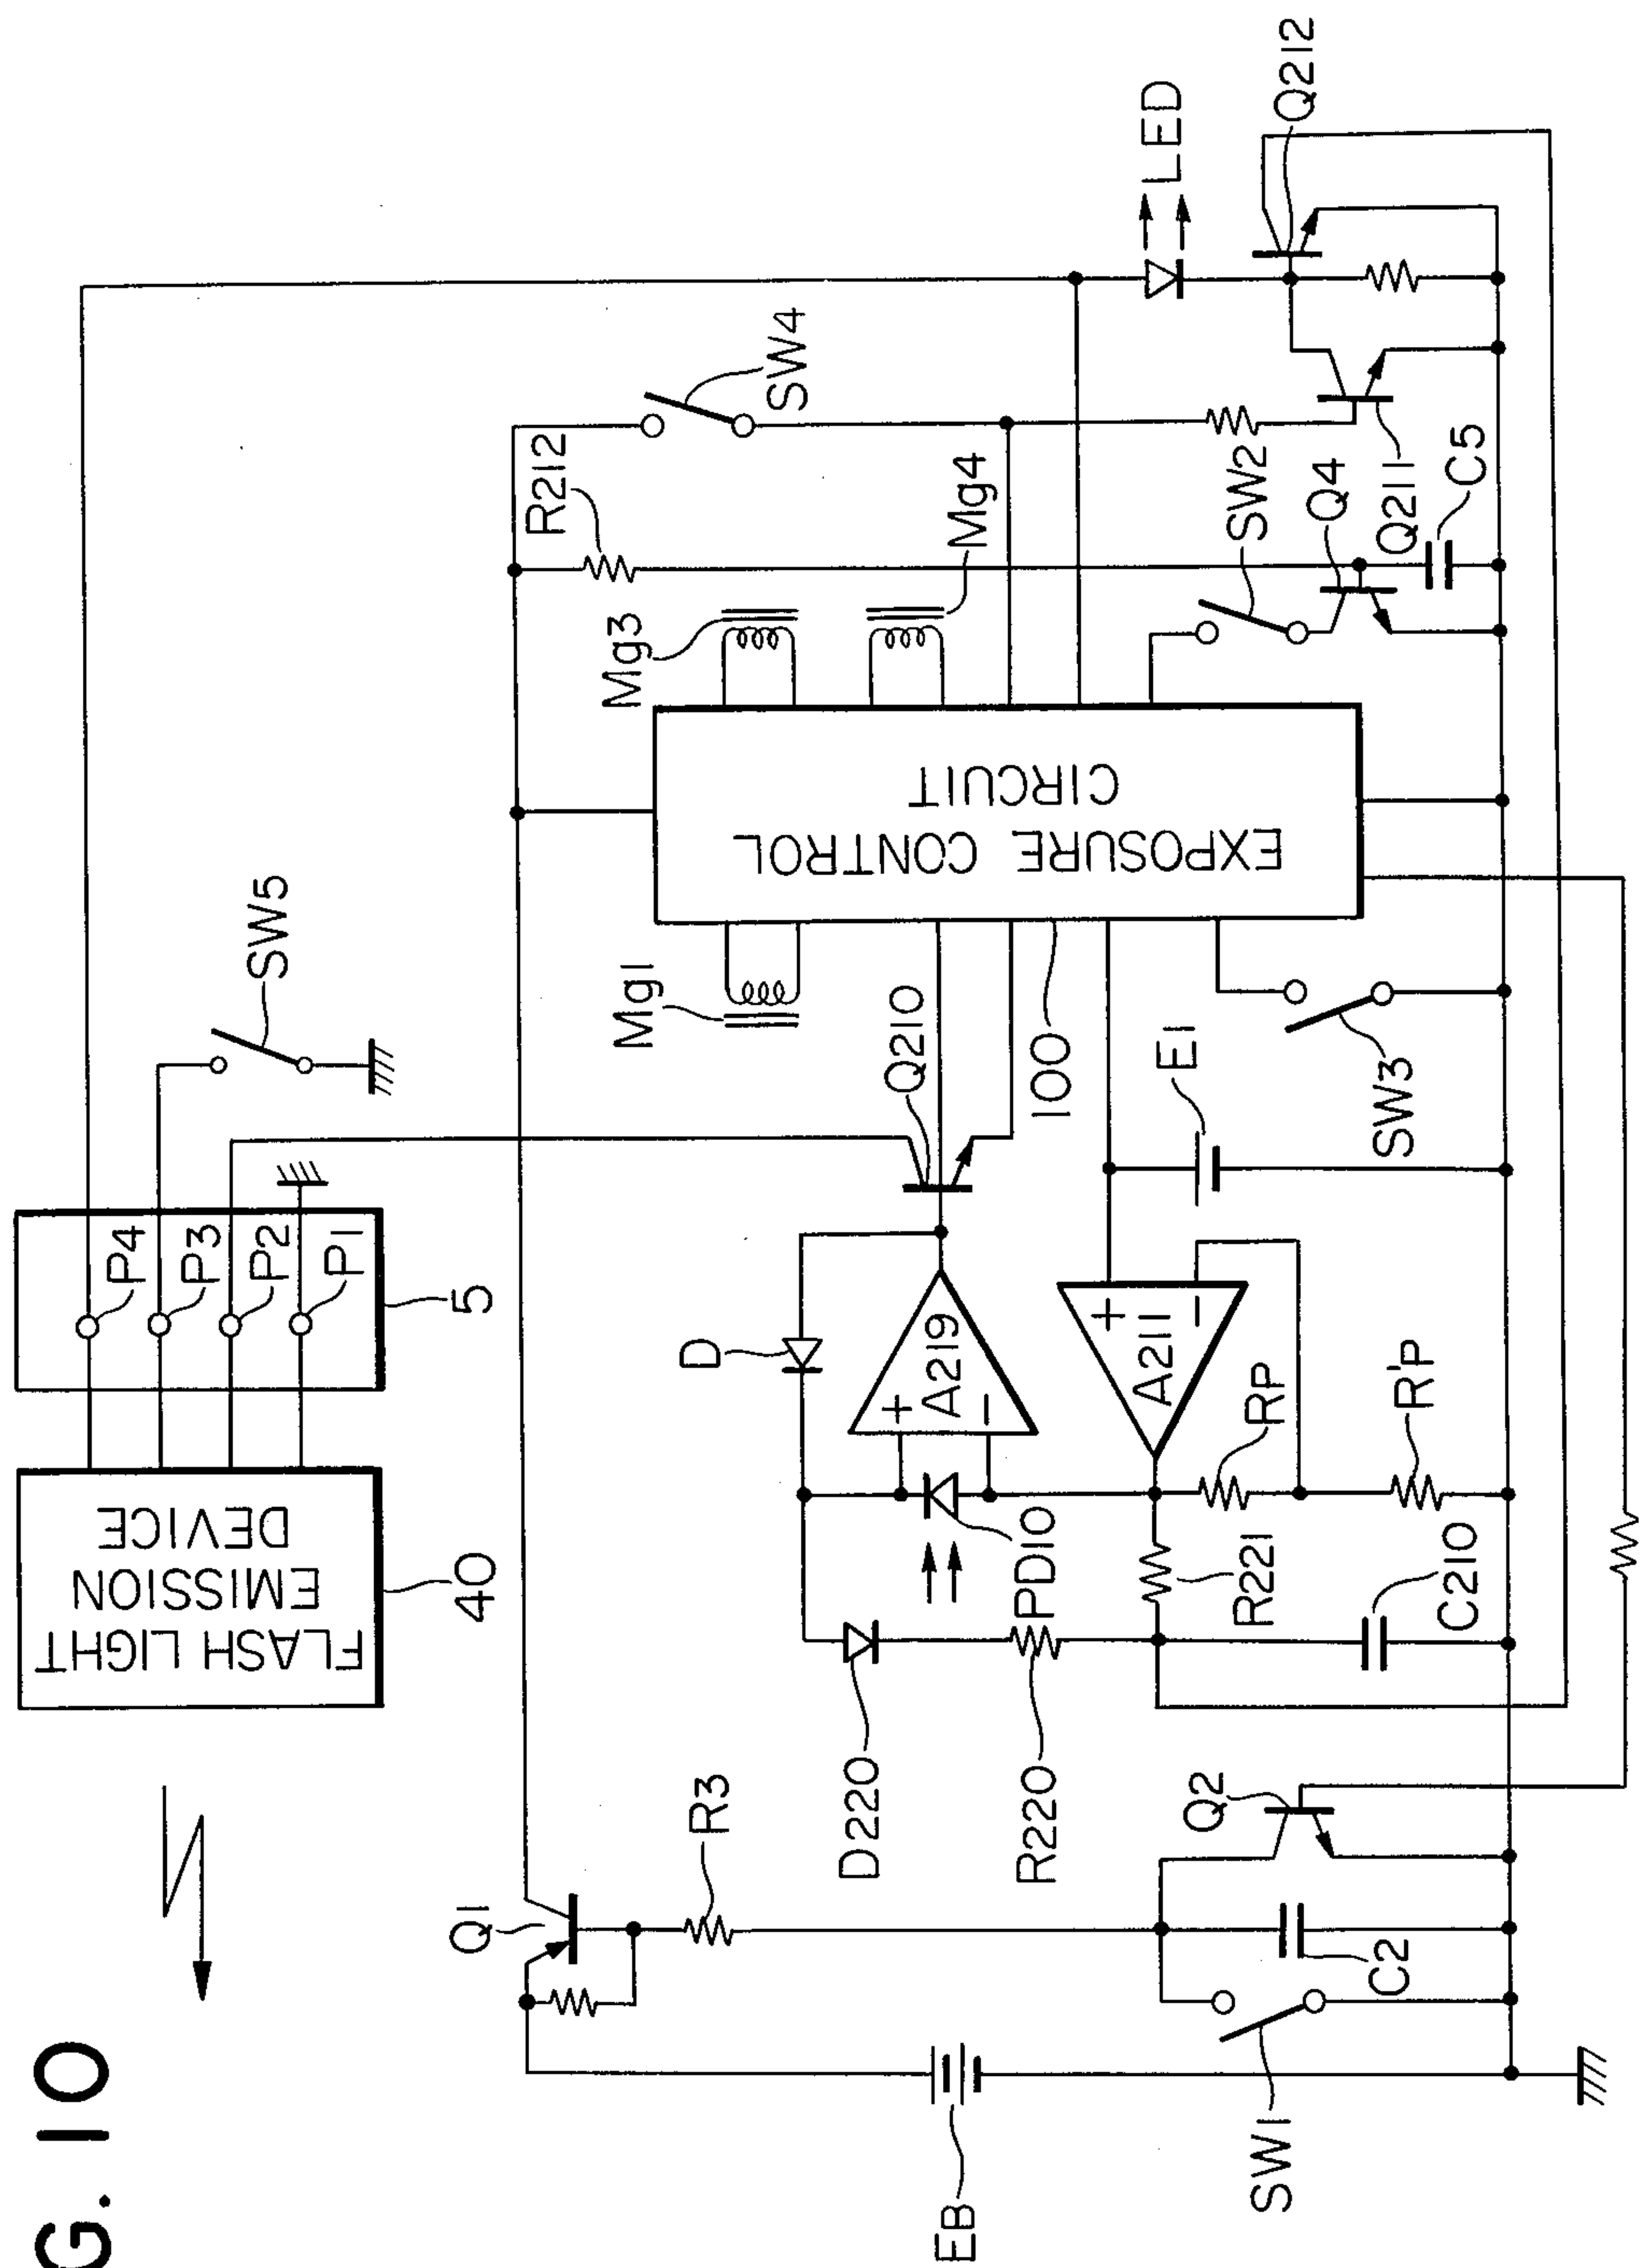 G. 10
FLASH LIGHT
EMISSION
DEVICE
40
5
P4
P3
P2
P1
SW5
Q1
R3
D
D220
R220
PD10
R221
C210
A219
A211
+
−
+
−
RP
R'P
Q210
100
E1
SW3
Mg1
EXPOSURE CONTROL
CIRCUIT
Mg3
Mg4
R212
SW4
SW2
Q4
Q211
C5
LED
Q212
EB
SW1
C2
Q2